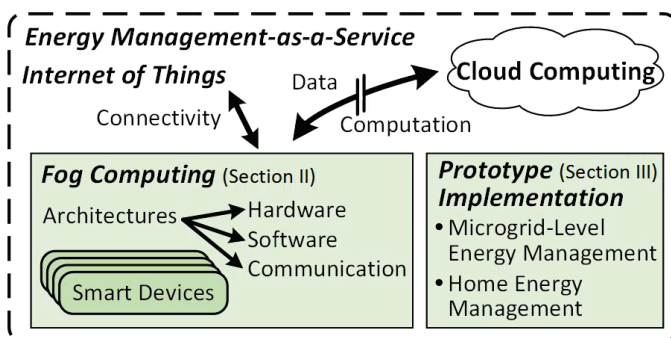 Energy Management-as-a-Service
Internet of Things
Cloud Computing
Data
Connectivity
Computation
Fog Computing (Section II)
Architectures
Hardware
Software
Communication
Smart Devices
Prototype (Section III)
Implementation
• Microgrid-Level
Energy Management
• Home Energy
Management